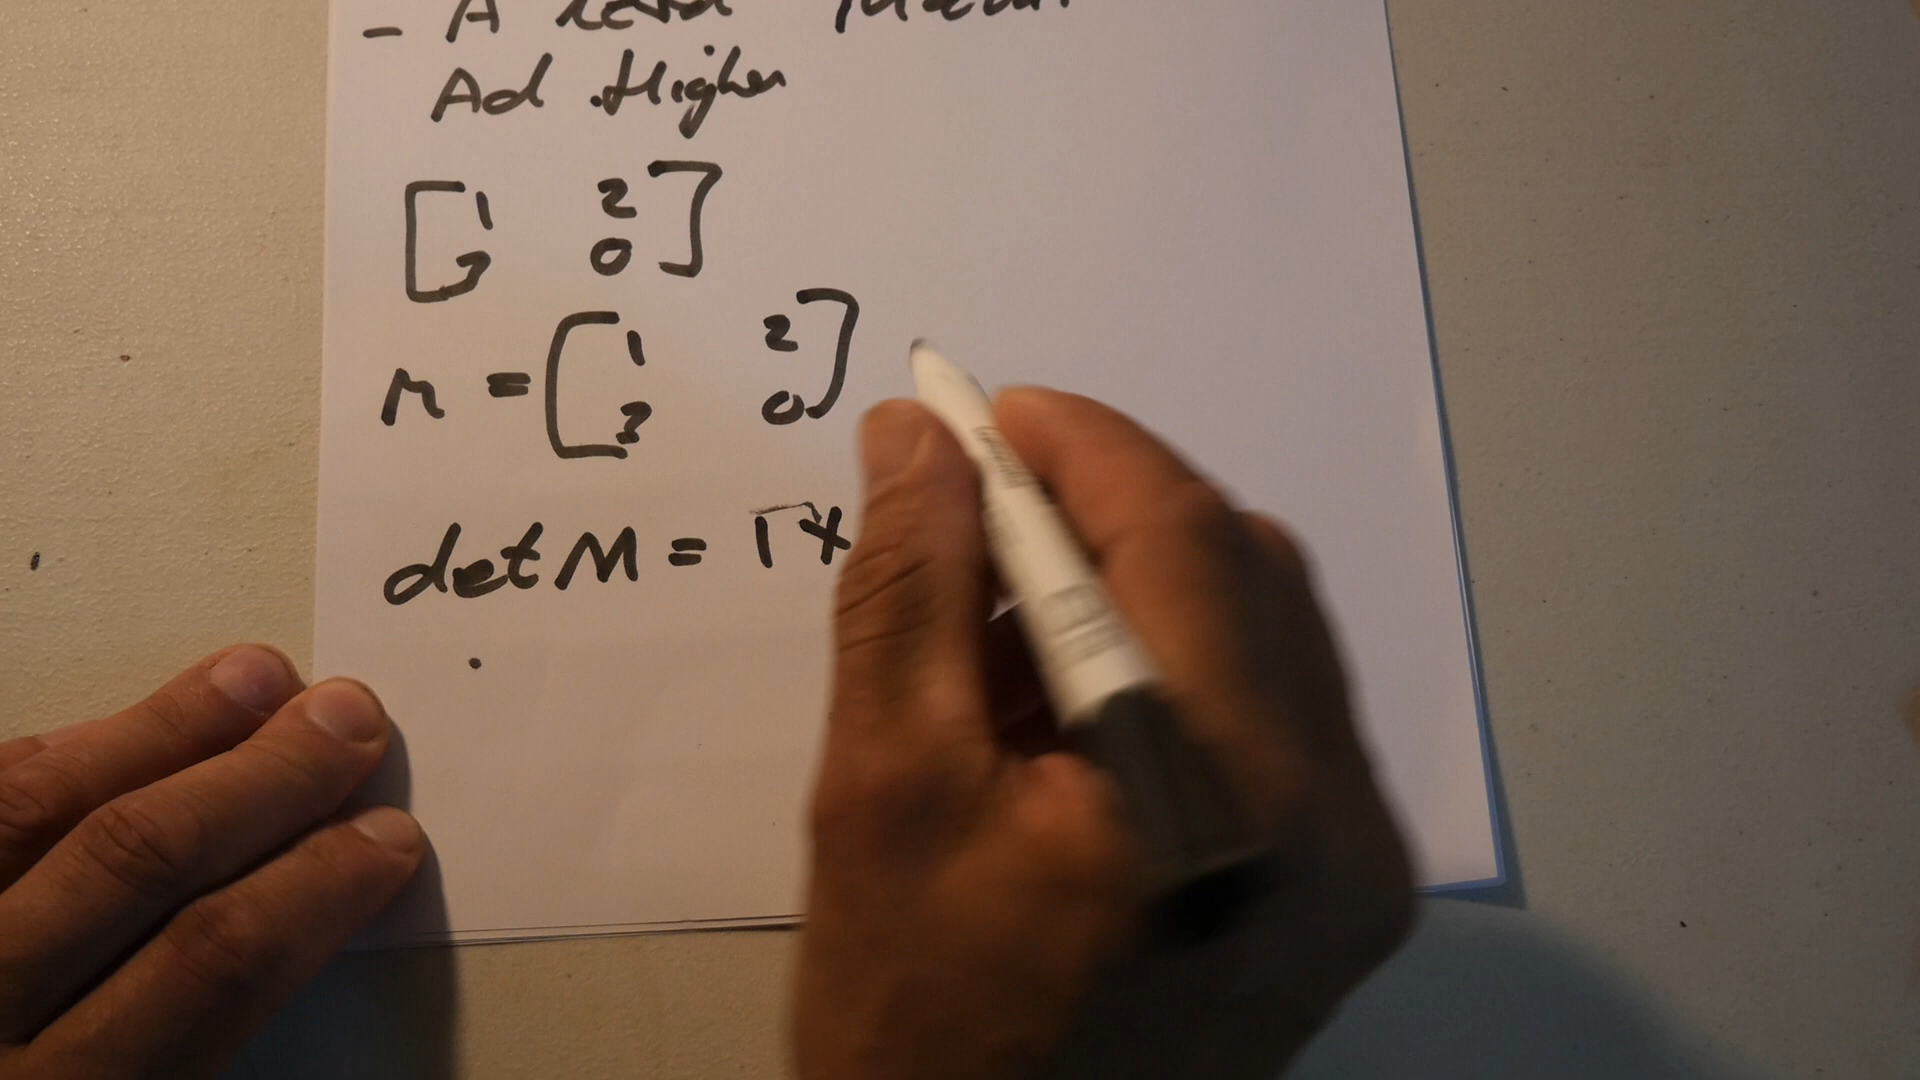 - A
Ad. Higher
[1 2
3 0]
M = [1 2
3 0]
det M = 1 x